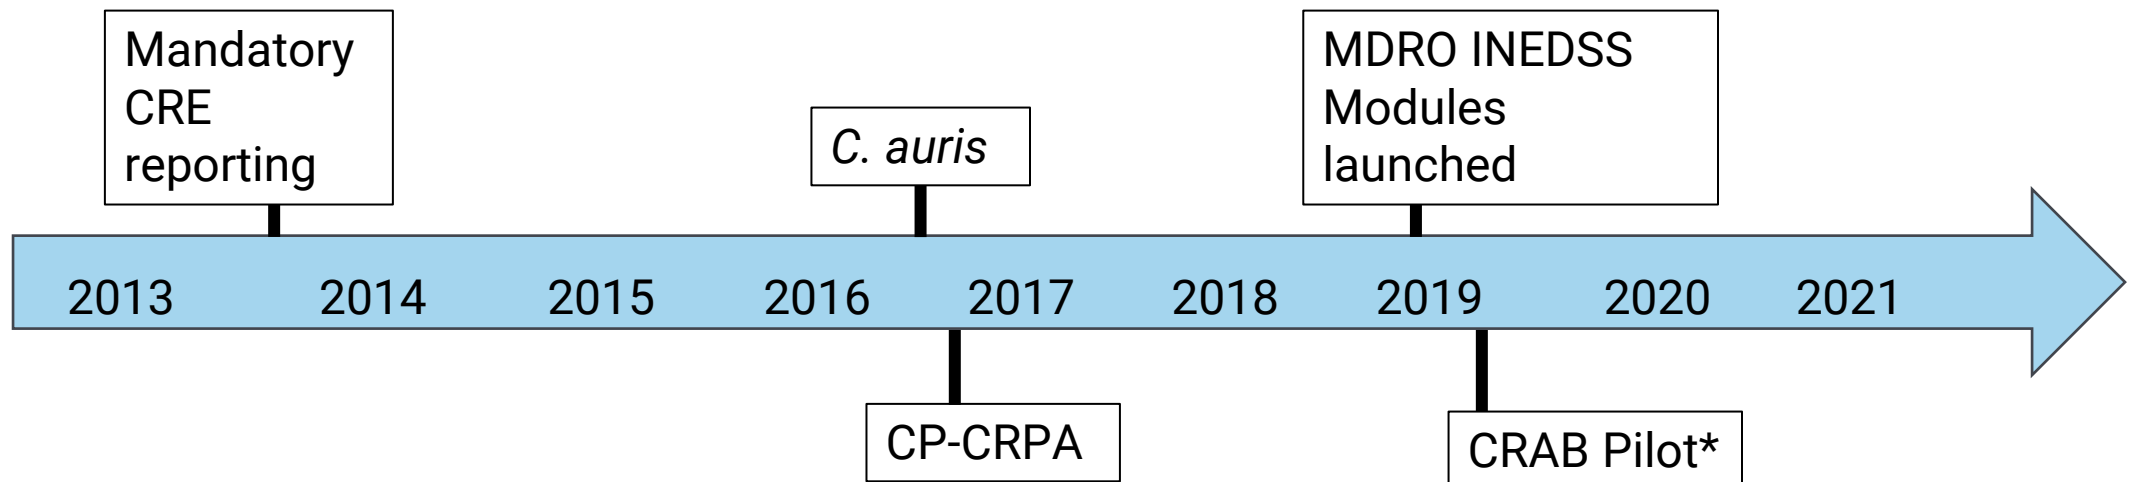 Mandatory
CRE
reporting
C. auris
MDRO INEDSS
Modules
launched
2013 2014 2015 2016 2017 2018 2019 2020 2021
CP-CRPA
CRAB Pilot*